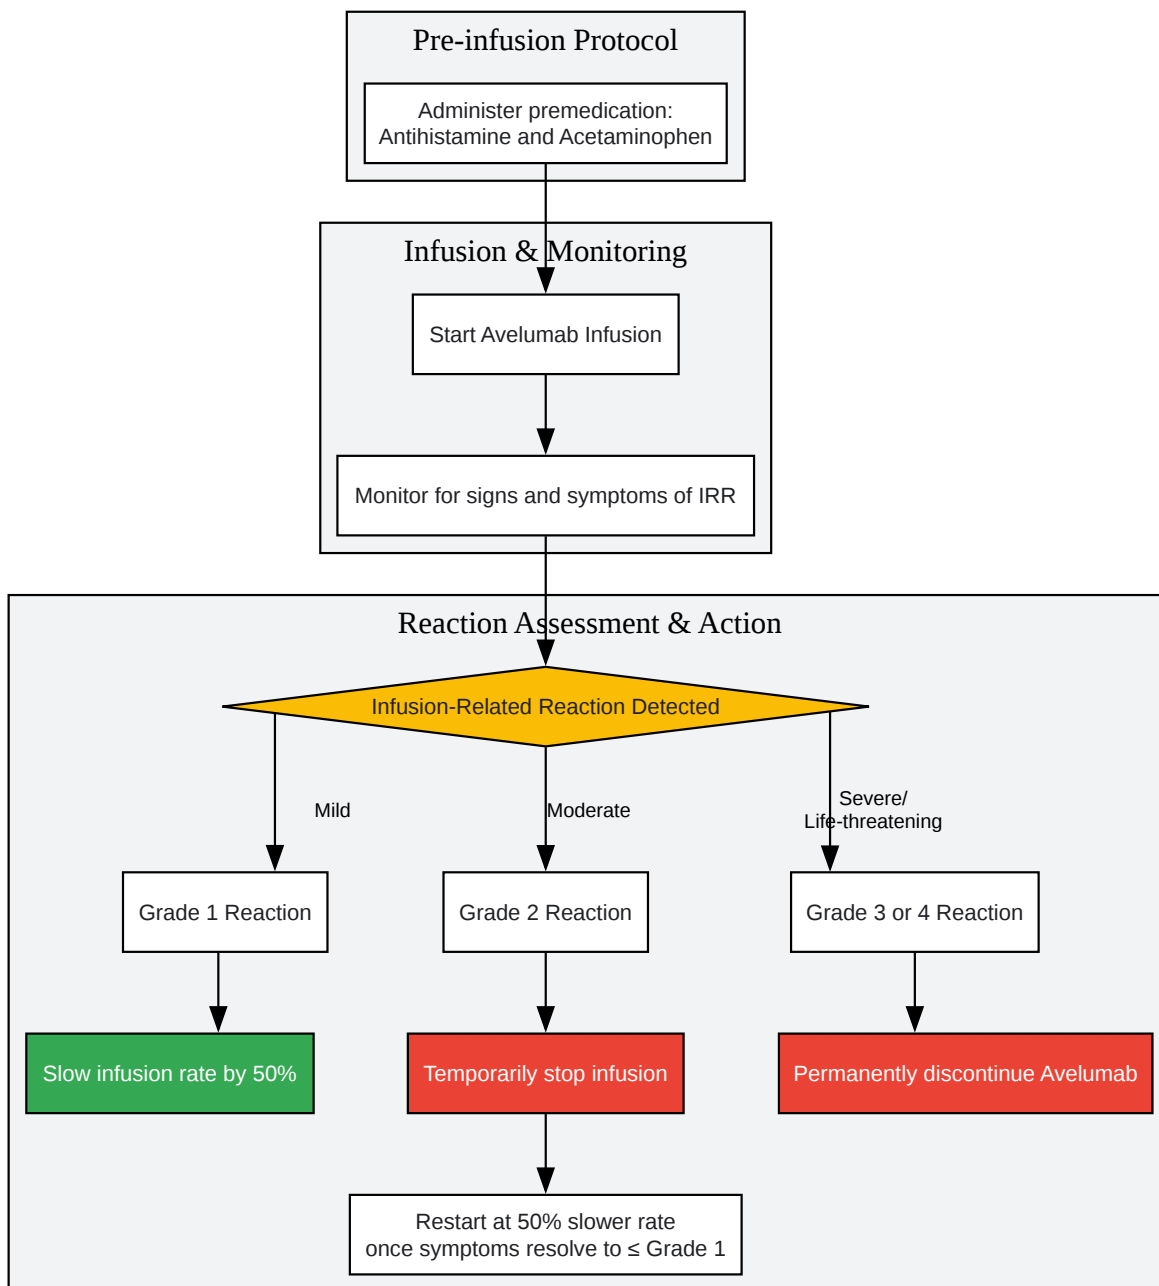 Pre-infusion Protocol
Administer premedication:
Antihistamine and Acetaminophen
Infusion & Monitoring
Start Avelumab Infusion
Monitor for signs and symptoms of IRR
Reaction Assessment & Action
Infusion-Related Reaction Detected
Mild
Moderate
Severe/
Life-threatening
Grade 1 Reaction
Grade 2 Reaction
Grade 3 or 4 Reaction
Slow infusion rate by 50%
Temporarily stop infusion
Permanently discontinue Avelumab
Restart at 50% slower rate
once symptoms resolve to ≤ Grade 1